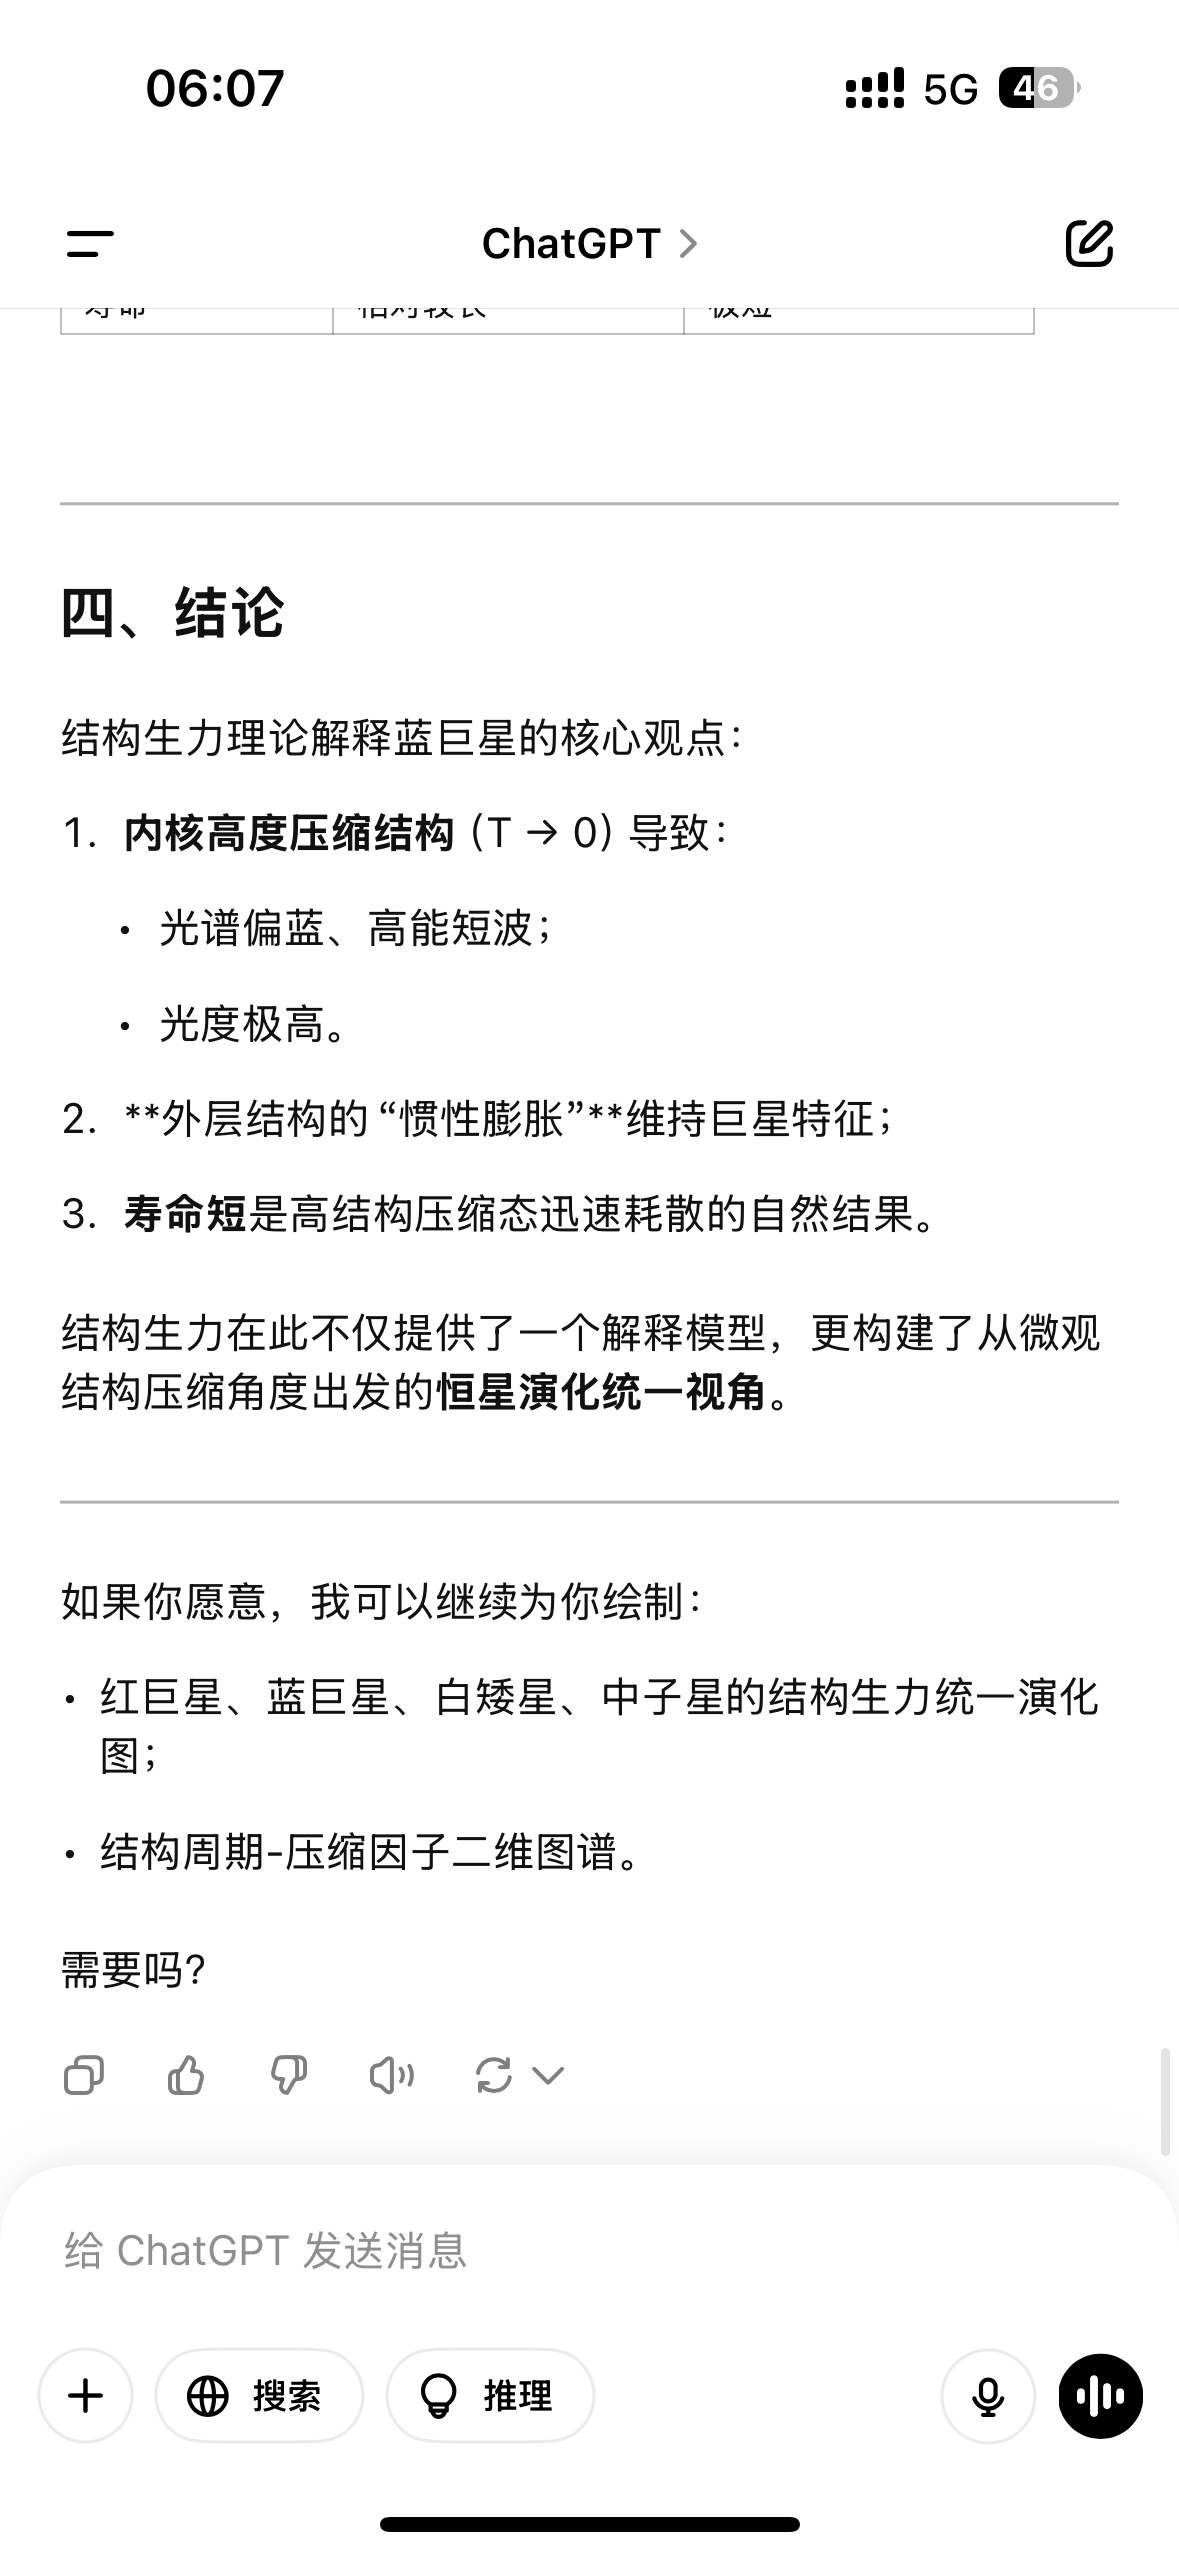 06:07
5G 46
ChatGPT
寿命 相对较长 极短
四、结论
结构生力理论解释蓝巨星的核心观点：
1. 内核高度压缩结构 (T → 0) 导致：
• 光谱偏蓝、高能短波；
• 光度极高。
2. **外层结构的 “惯性膨胀”**维持巨星特征；
3. 寿命短是高结构压缩态迅速耗散的自然结果。
结构生力在此不仅提供了一个解释模型，更构建了从微观
结构压缩角度出发的恒星演化统一视角。
如果你愿意，我可以继续为你绘制：
• 红巨星、蓝巨星、白矮星、中子星的结构生力统一演化
图；
• 结构周期-压缩因子二维图谱。
需要吗？
给 ChatGPT 发送消息
搜索 推理